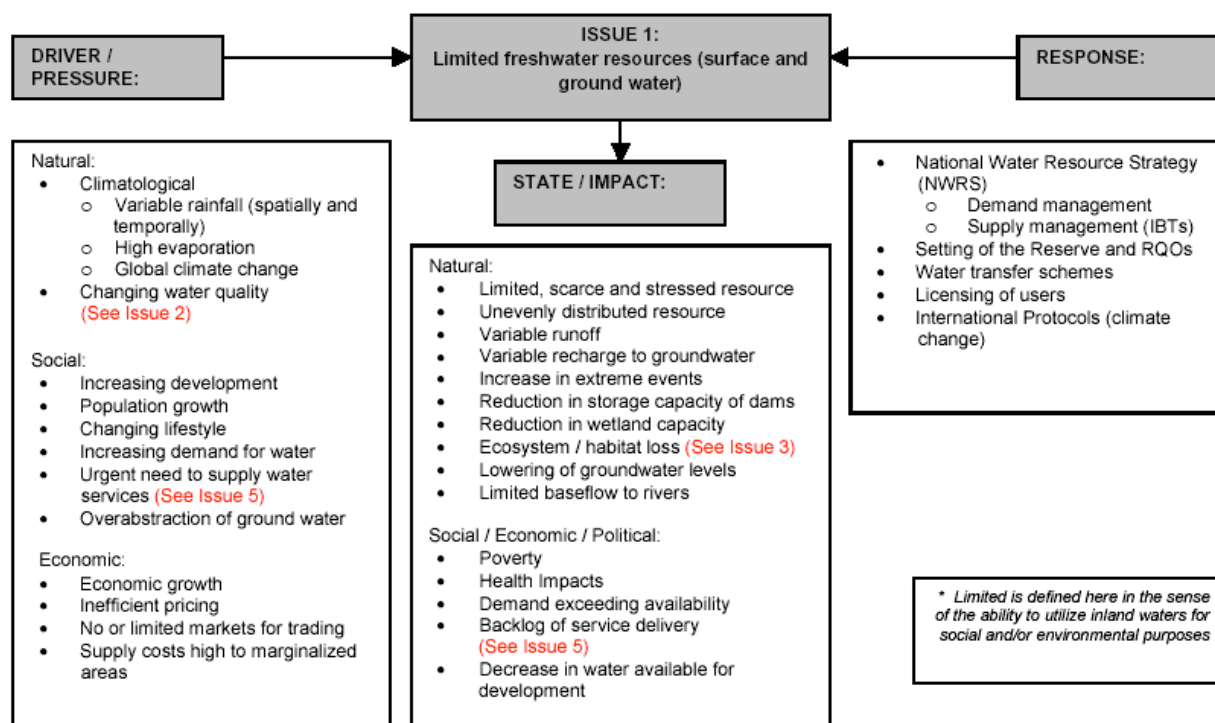 DRIVER /
PRESSURE:
ISSUE 1:
Limited freshwater resources (surface and
ground water)
RESPONSE:
Natural:
• Climatological
o Variable rainfall (spatially and
temporally)
o High evaporation
o Global climate change
• Changing water quality
(See Issue 2)
Social:
• Increasing development
• Population growth
• Changing lifestyle
• Increasing demand for water
• Urgent need to supply water
services (See Issue 5)
• Overabstraction of ground water
Economic:
• Economic growth
• Inefficient pricing
• No or limited markets for trading
• Supply costs high to marginalized
areas
STATE / IMPACT:
Natural:
• Limited, scarce and stressed resource
• Unevenly distributed resource
• Variable runoff
• Variable recharge to groundwater
• Increase in extreme events
• Reduction in storage capacity of dams
• Reduction in wetland capacity
• Ecosystem / habitat loss (See Issue 3)
• Lowering of groundwater levels
• Limited baseflow to rivers
Social / Economic / Political:
• Poverty
• Health Impacts
• Demand exceeding availability
• Backlog of service delivery
(See Issue 5)
• Decrease in water available for
development
• National Water Resource Strategy
(NWRS)
o Demand management
o Supply management (IBTs)
• Setting of the Reserve and RQOs
• Water transfer schemes
• Licensing of users
• International Protocols (climate
change)
* Limited is defined here in the sense
of the ability to utilize inland waters for
social and/or environmental purposes